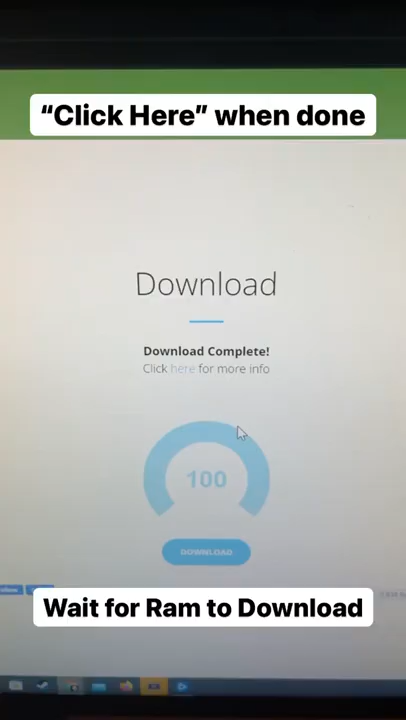 “Click Here” when done
Download
Download Complete!
Click here for more info
100
DOWNLOAD
Wait for Ram to Download